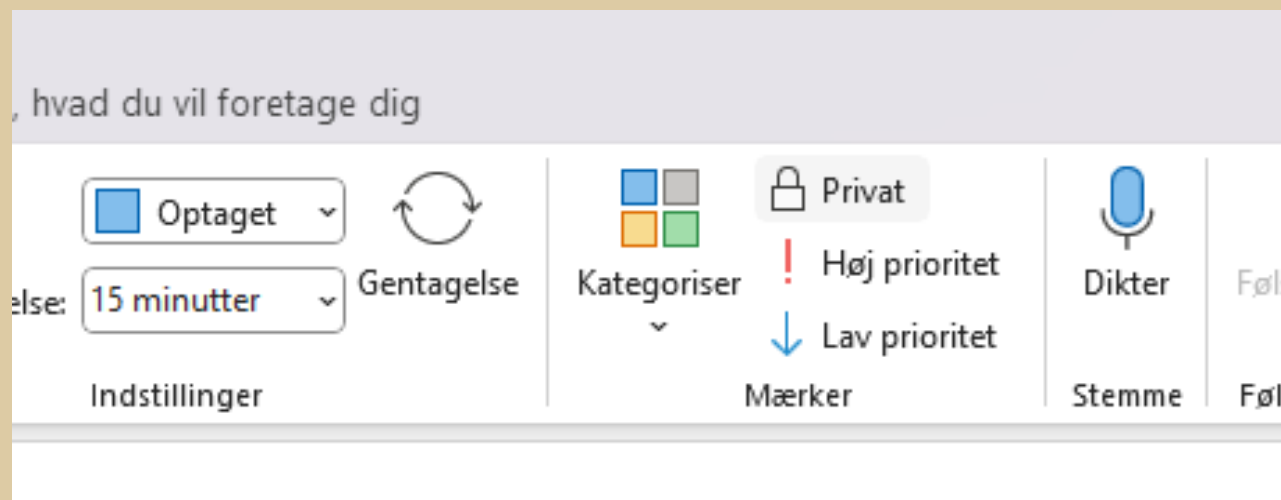 , hvad du vil foretage dig
Optaget
15 minutter
Gentagelse
Indstillinger
Kategoriser
Privat
Høj prioritet
Lav prioritet
Mærker
Dikter
Stemme